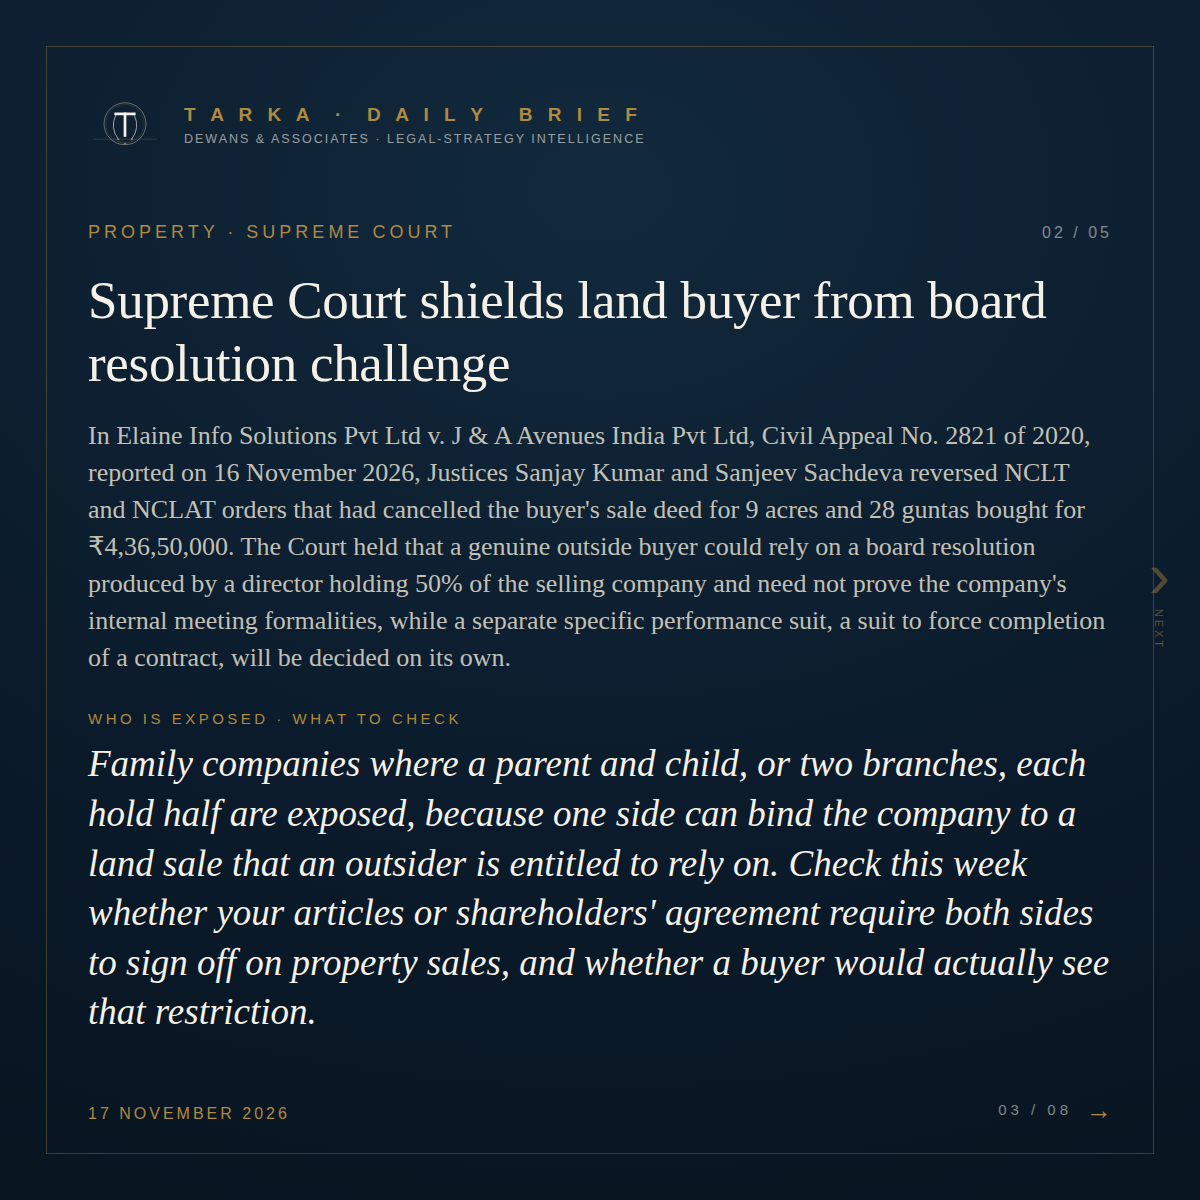 T
TARKA · DAILY BRIEF
DEWANS & ASSOCIATES · LEGAL-STRATEGY INTELLIGENCE
PROPERTY · SUPREME COURT
02 / 05
Supreme Court shields land buyer from board
resolution challenge
In Elaine Info Solutions Pvt Ltd v. J & A Avenues India Pvt Ltd, Civil Appeal No. 2821 of 2020,
reported on 16 November 2026, Justices Sanjay Kumar and Sanjeev Sachdeva reversed NCLT
and NCLAT orders that had cancelled the buyer's sale deed for 9 acres and 28 guntas bought for
₹4,36,50,000. The Court held that a genuine outside buyer could rely on a board resolution
produced by a director holding 50% of the selling company and need not prove the company's
internal meeting formalities, while a separate specific performance suit, a suit to force completion
of a contract, will be decided on its own.
NEXT
WHO IS EXPOSED · WHAT TO CHECK
Family companies where a parent and child, or two branches, each
hold half are exposed, because one side can bind the company to a
land sale that an outsider is entitled to rely on. Check this week
whether your articles or shareholders' agreement require both sides
to sign off on property sales, and whether a buyer would actually see
that restriction.
17 NOVEMBER 2026
03 / 08 →